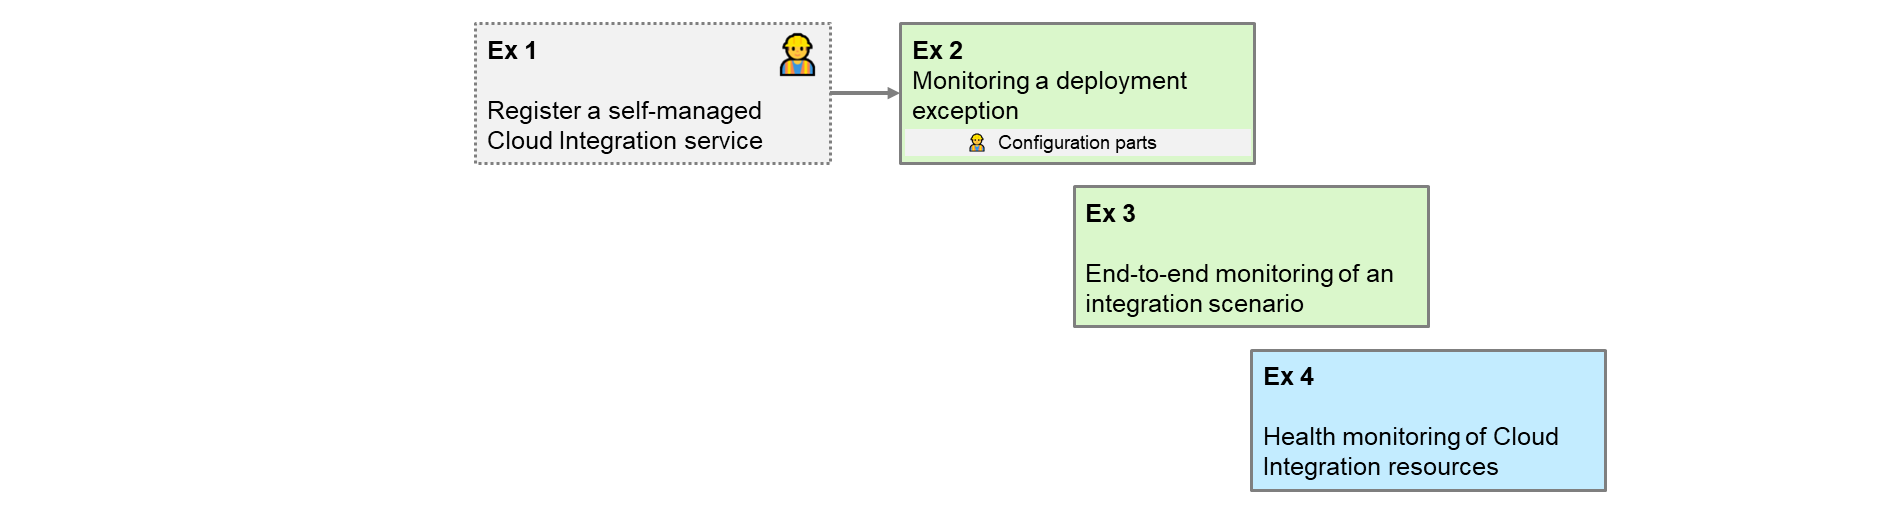 Ex 1
Register a self-managed
Cloud Integration service
Ex 2
Monitoring a deployment
exception
Configuration parts
Ex 3
End-to-end monitoring of an
integration scenario
Ex 4
Health monitoring of Cloud
Integration resources